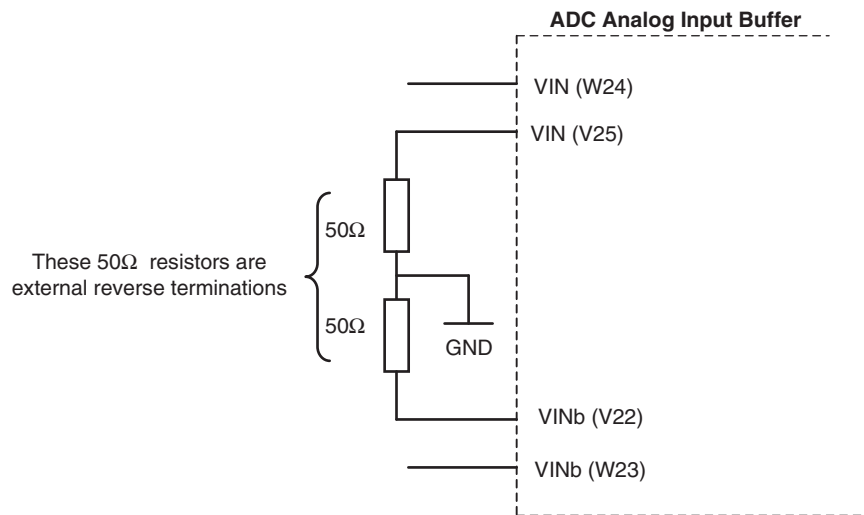 ADC Analog Input Buffer
VIN (W24)
VIN (V25)
50Ω
These 50Ω resistors are
external reverse terminations
50Ω
GND
VINb (V22)
VINb (W23)